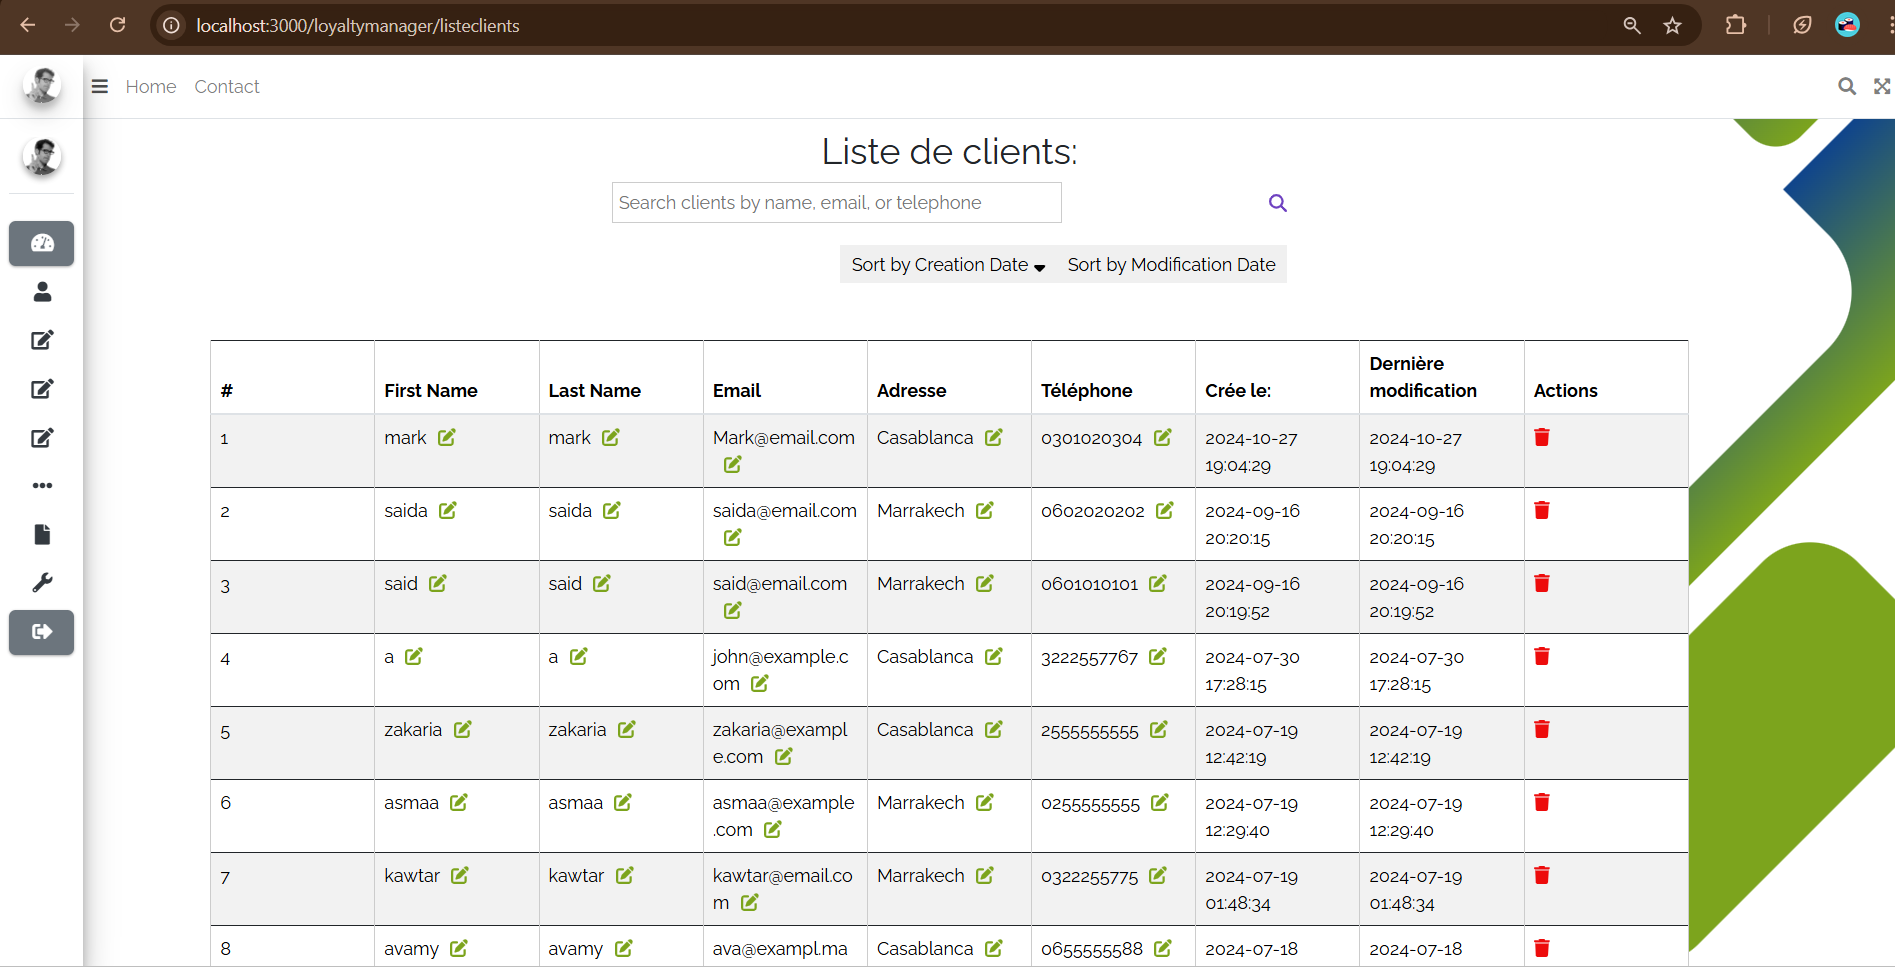 localhost:3000/loyaltymanager/listeclients
Home Contact
Liste de clients:
Search clients by name, email, or telephone
Sort by Creation Date Sort by Modification Date
# First Name Last Name Email Adresse Téléphone Crée le: Dernière modification Actions
1 mark mark Mark@email.com Casablanca 0301020304 2024-10-27 2024-10-27
19:04:29 19:04:29
2 saida saida saida@email.com Marrakech 0602020202 2024-09-16 2024-09-16
20:20:15 20:20:15
3 said said said@email.com Marrakech 0601010101 2024-09-16 2024-09-16
20:19:52 20:19:52
4 a a john@example.c Casablanca 3222557767 2024-07-30 2024-07-30
om 17:28:15 17:28:15
5 zakaria zakaria zakaria@exampl Casablanca 2555555555 2024-07-19 2024-07-19
e.com 12:42:19 12:42:19
6 asmaa asmaa asmaa@example Marrakech 0255555555 2024-07-19 2024-07-19
.com 12:29:40 12:29:40
7 kawtar kawtar kawtar@email.co Marrakech 0322255775 2024-07-19 2024-07-19
m 01:48:34 01:48:34
8 avamy avamy ava@exampl.ma Casablanca 0655555588 2024-07-18 2024-07-18